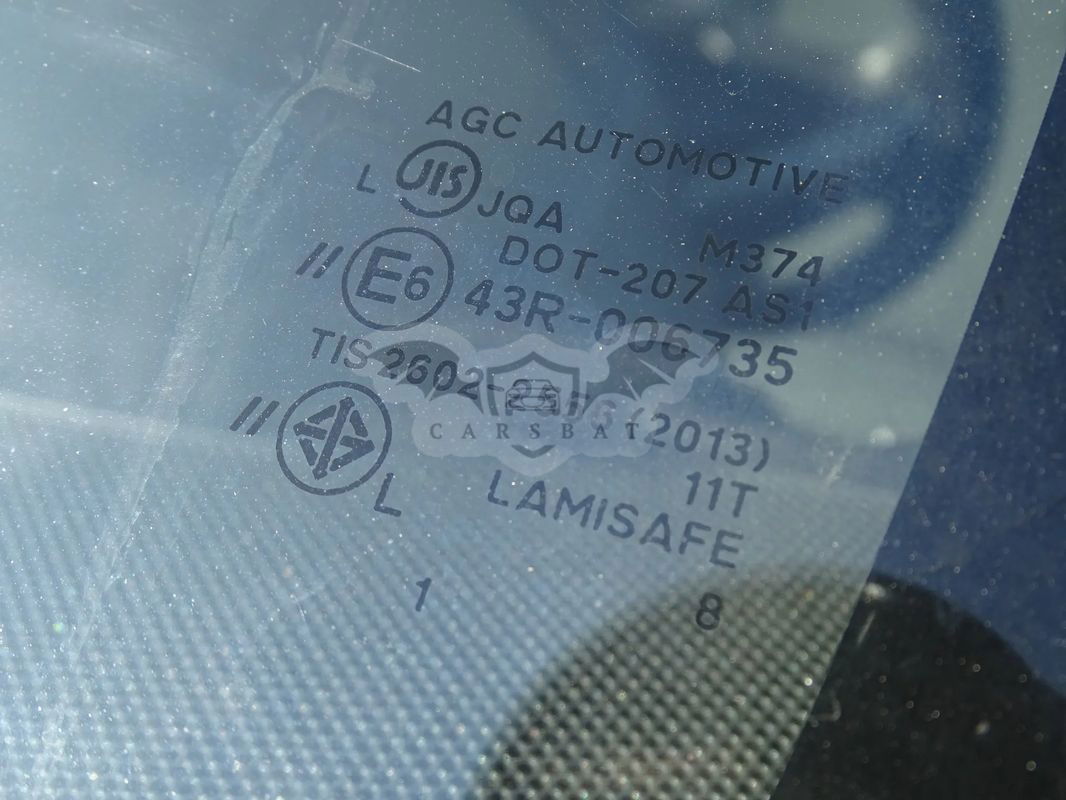 AGC AUTOMOTIVE
L JIS JQA M374
DOT-207 AS1
// E6 43R-006735
TIS 2602- (2013)
// L 11T
LAMISAFE
1 8
CARSBAT